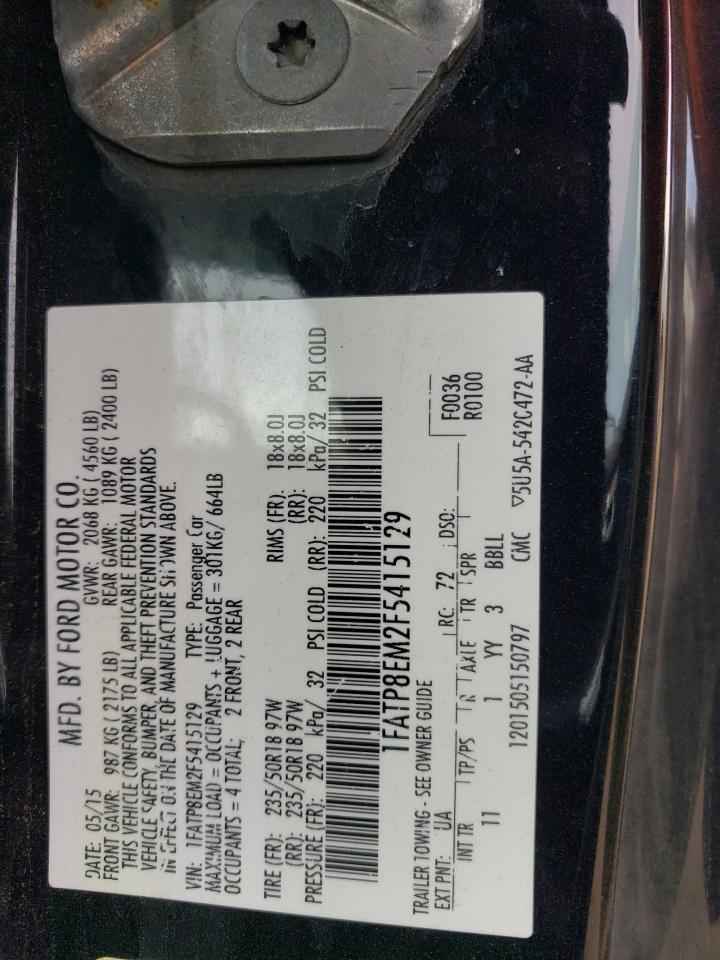 MFD. BY FORD MOTOR CO.
DATE: 05/15 GVWR: 2068 KG ( 4560 LB)
FRONT GAWR: 987 KG ( 2175 LB) REAR GAWR: 1089 KG ( 2400 LB)
THIS VEHICLE CONFORMS TO ALL APPLICABLE FEDERAL MOTOR
VEHICLE SAFETY, BUMPER, AND THEFT PREVENTION STANDARDS
IN EFFECT ON THE DATE OF MANUFACTURE SHOWN ABOVE.
VIN: 1FATP8EM2F5415129 TYPE: Passenger Car
MAXIMUM LOAD = OCCUPANTS + LUGGAGE = 301KG/ 664LB
OCCUPANTS = 4 TOTAL: 2 FRONT, 2 REAR
TIRE (FR): 235/50R18 97W RIMS (FR). 18x8.0J
(RR): 235/50R18 97W (RR): 18x8.0J
PRESSURE (FR): 220 kPa/ 32 PSI COLD (RR): 220 kPa/ 32 PSI COLD
1FATP8EM2F5415129
TRAILER TOWING - SEE OWNER GUIDE
EXT PNT: UA RC: 72 DSO: F0036
R0100
INT TR TP/PS R AXLE TR SPR
11 1 YY 3 BBLL
1201505150797 CMC ▽5U5A-542C472-AA